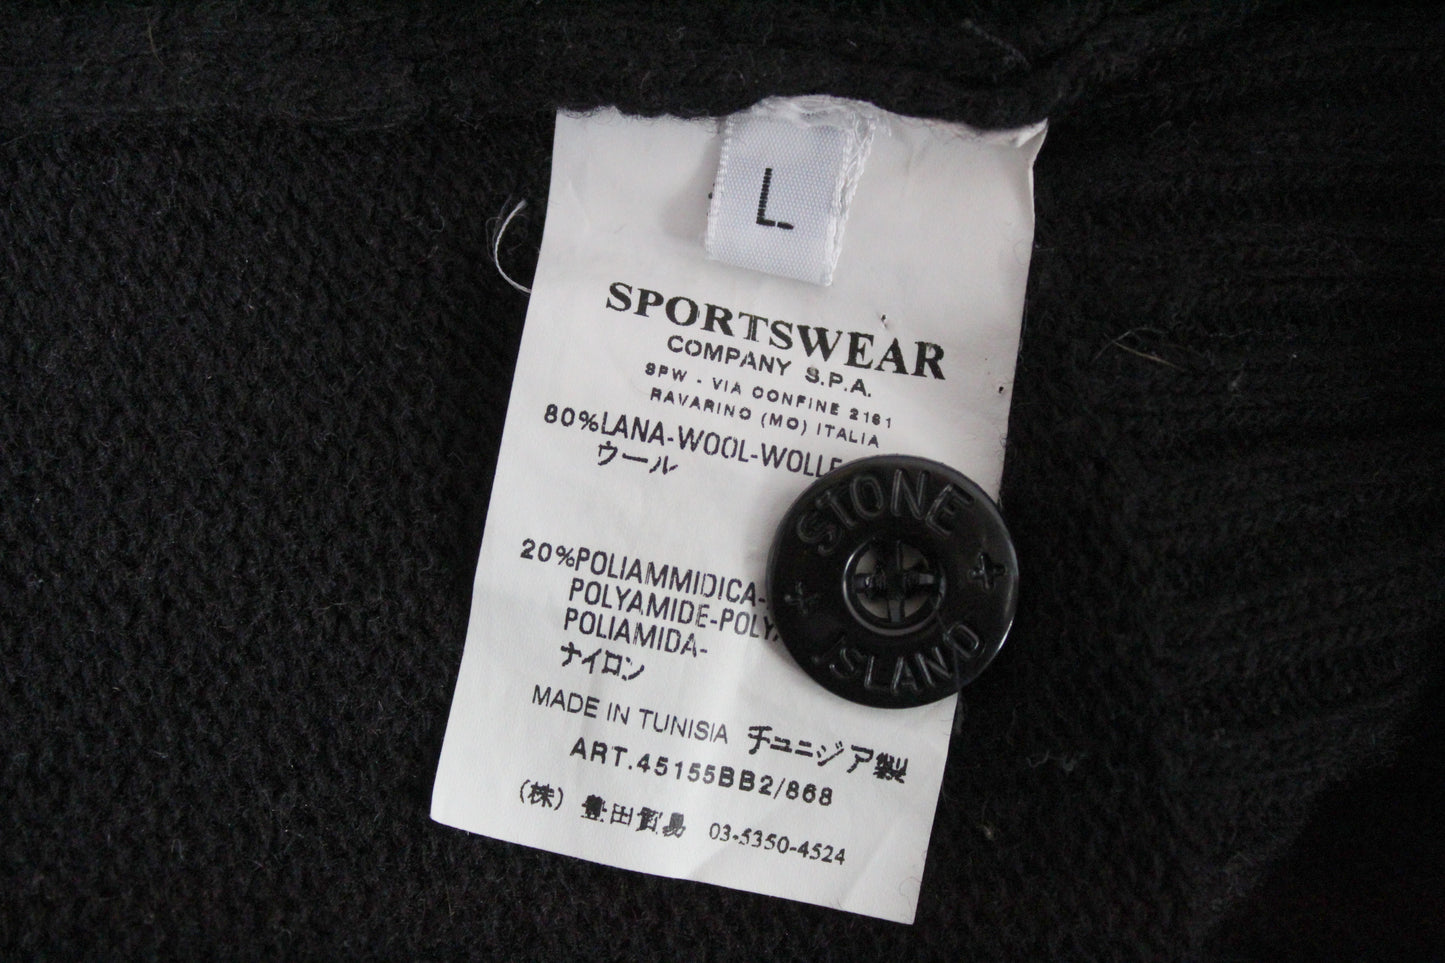 L
SPORTSWEAR
COMPANY S.P.A.
SPW - VIA CONFINE 2161
RAVARINO (MO) ITALIA
80%LANA-WOOL-WOLLE
ウール
STONE
ISLAND
20%POLIAMMIDICA-
POLYAMIDE-POLY
POLIAMIDA-
ナイロン
MADE IN TUNISIA チュニジア製
ART.45155BB2/868
(株) 豊田貿易 03-5350-4524